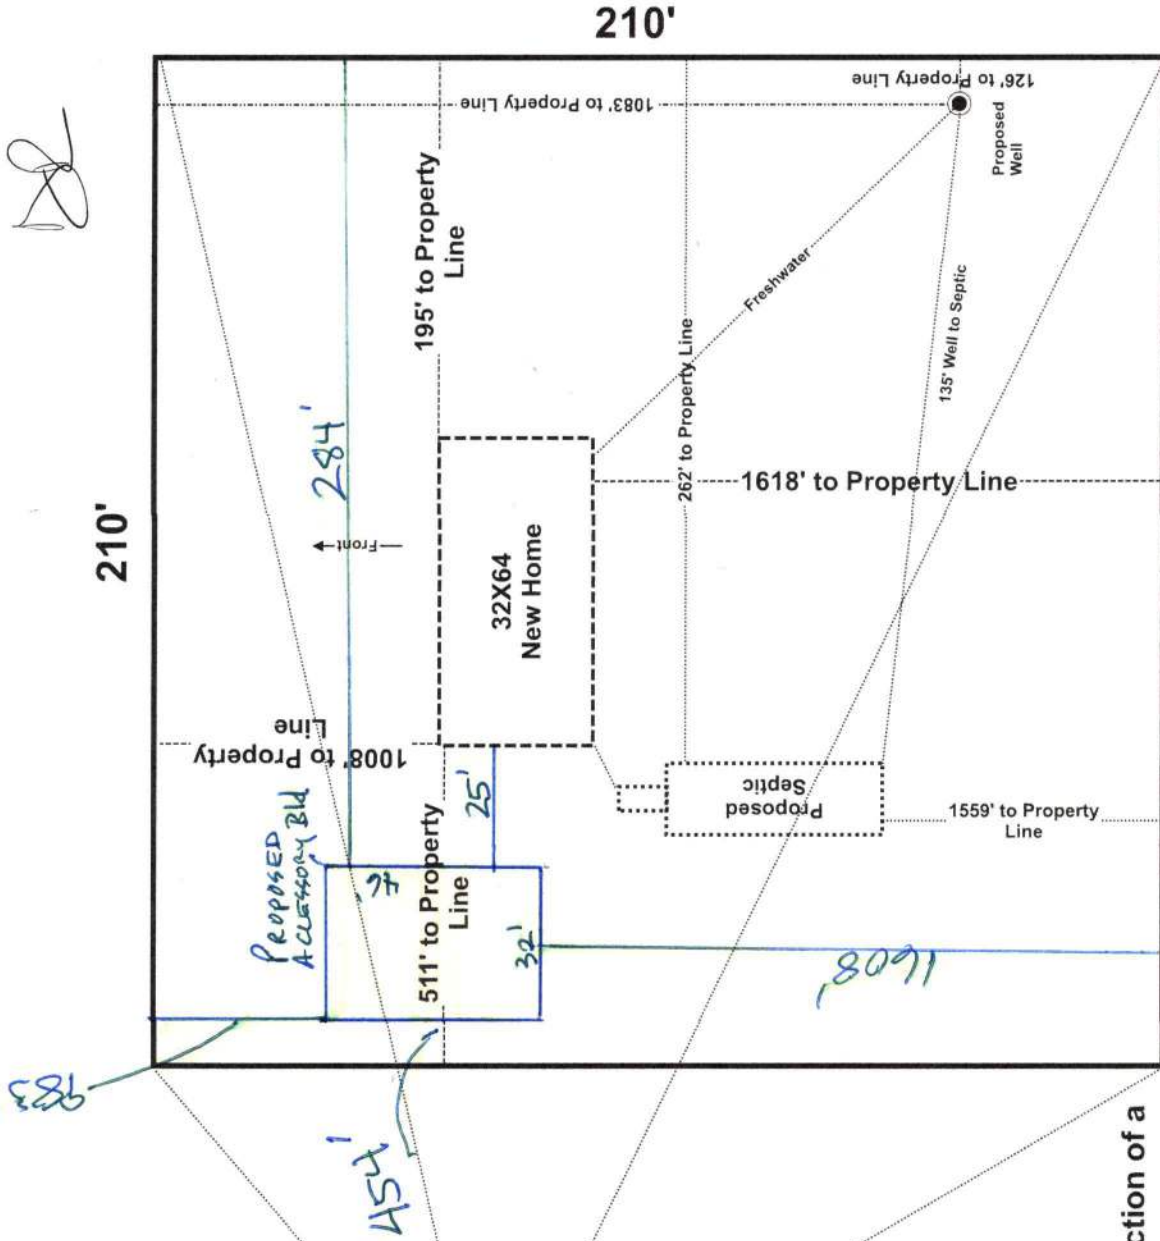 210'
126' to Property Line
1083' to Property Line
Proposed
Well
195' to Property
Line
Freshwater
284'
262' to Property Line
135' Well to Septic
1618' to Property Line
210'
Front
32X64
New Home
1008' to Property
Line
25'
Proposed
Septic
1559' to Property
Line
PROPOSED
ACCESSORY Bld
511' to Property
Line
32'
1608'
983
454'
ction of a